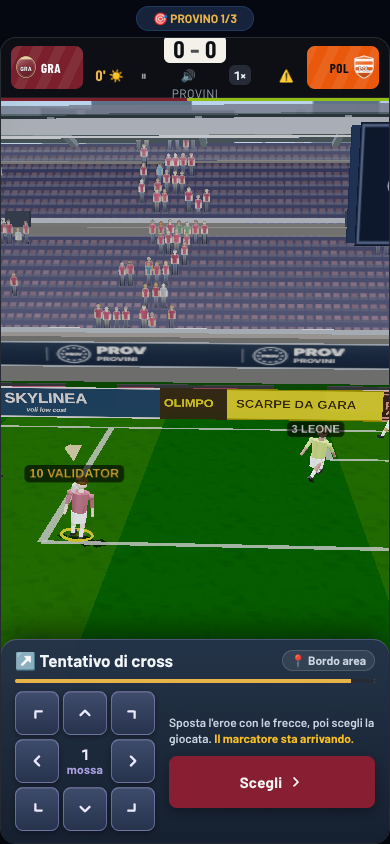 🎯 PROVINO 1/3
GRA GRA
0 - 0
POL POL
0' ☀️ ⏸ 🔊 1× ⚠️
PROVINI
PROV PROVINI
PROV PROVINI
SKYLINEA
voli low cost
OLIMPO
SCARPE DA GARA
3 LEONE
10 VALIDATOR
↗️ Tentativo di cross
📍 Bordo area
1
mossa
Sposta l'eroe con le frecce, poi scegli la
giocata. Il marcatore sta arrivando.
Scegli